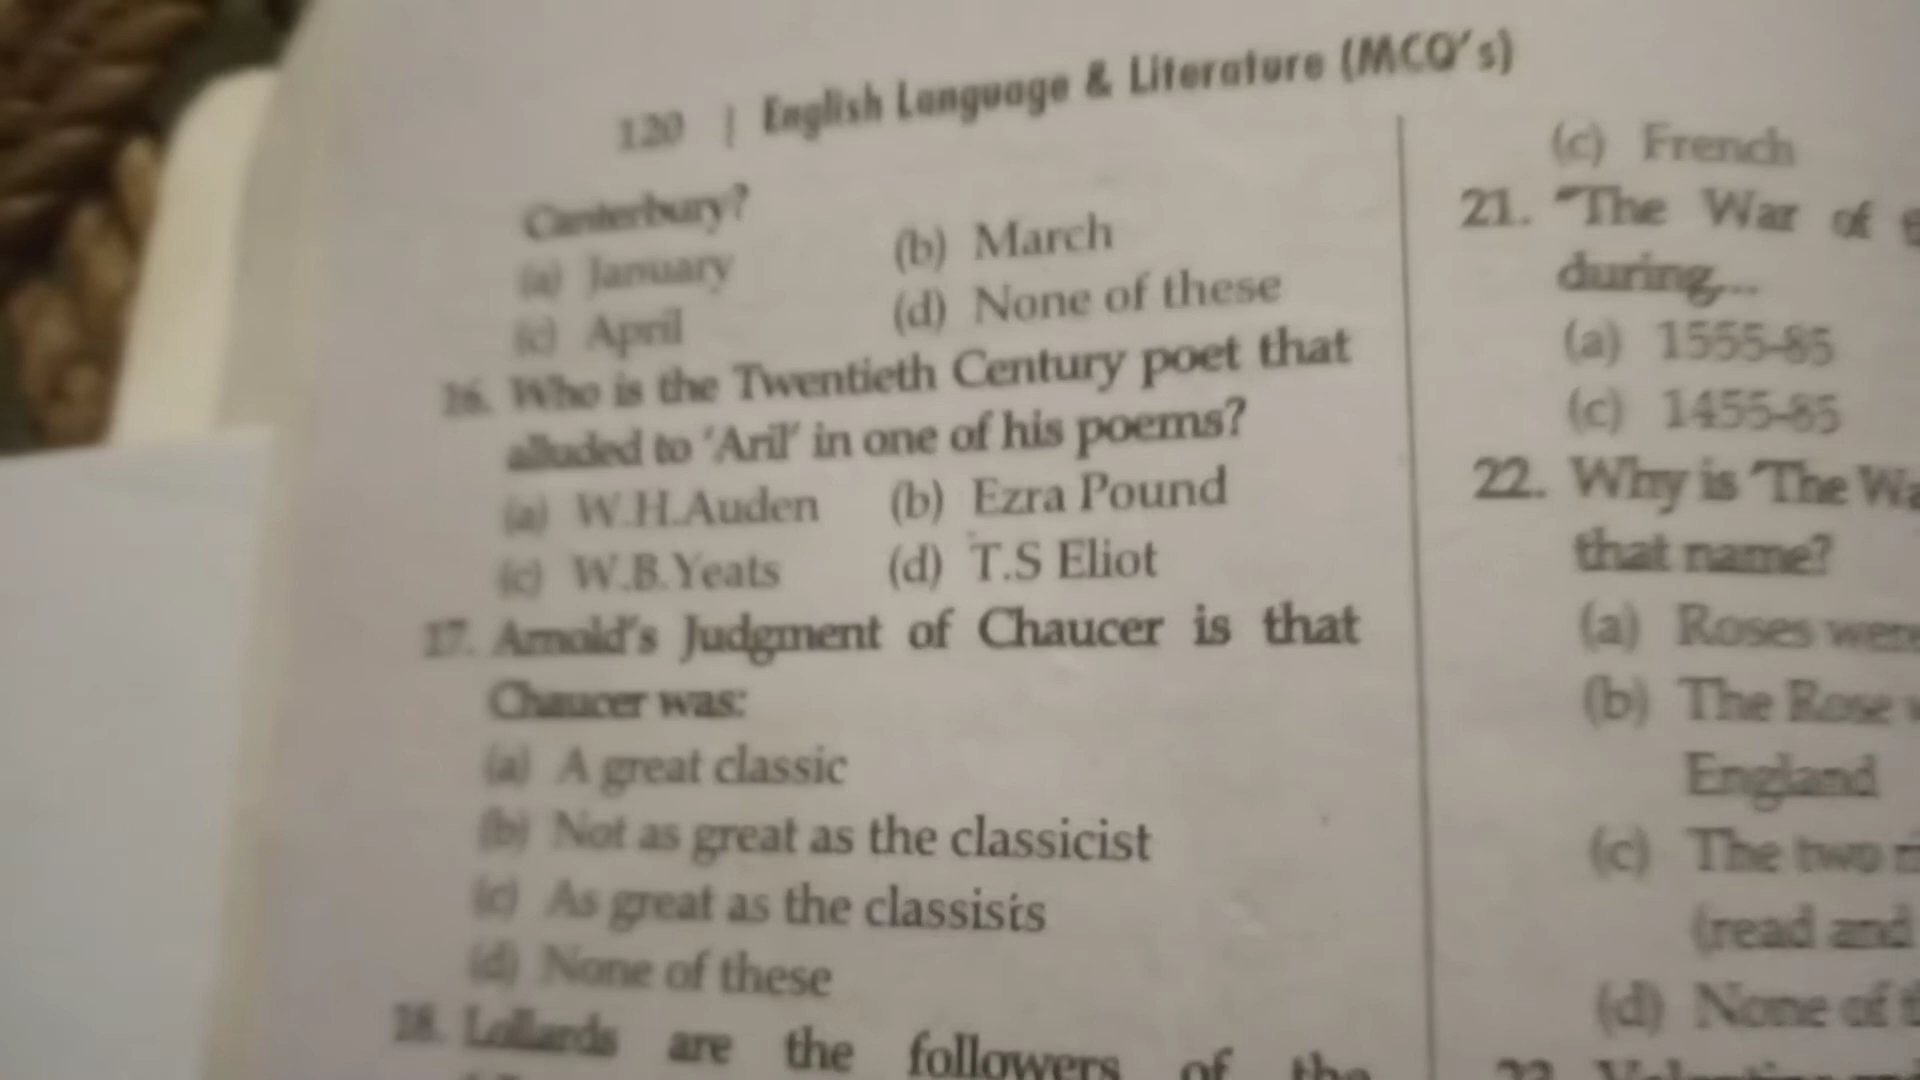 120 | English Language & Literature (MCQ's)
Canterbury?
(a) January (b) March
(c) April (d) None of these
16. Who is the Twentieth Century poet that
alluded to 'Aril' in one of his poems?
(a) W.H.Auden (b) Ezra Pound
(c) W.B.Yeats (d) T.S Eliot
17. Arnold's Judgment of Chaucer is that
Chaucer was:
(a) A great classic
(b) Not as great as the classicist
(c) As great as the classists
(d) None of these
18. Lollards are the followers of the
(c) French
21. "The War of
during...
(a) 1555-85
(c) 1455-85
22. Why is 'The
that name?
(a) Roses were
(b) The Rose
England
(c) The two
(read and
(d) None of